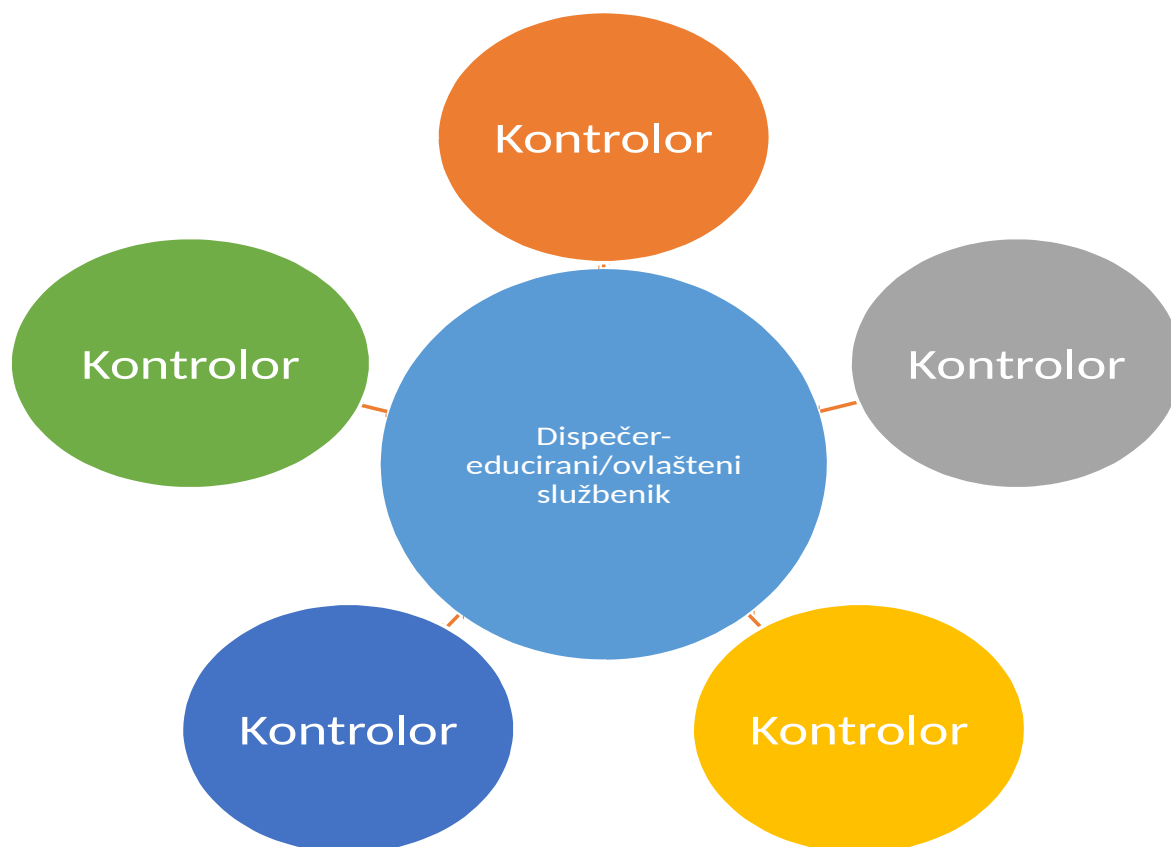 Kontrolor
Kontrolor
Kontrolor
Dispečer-
educirani/ovlašteni
službenik
Kontrolor
Kontrolor